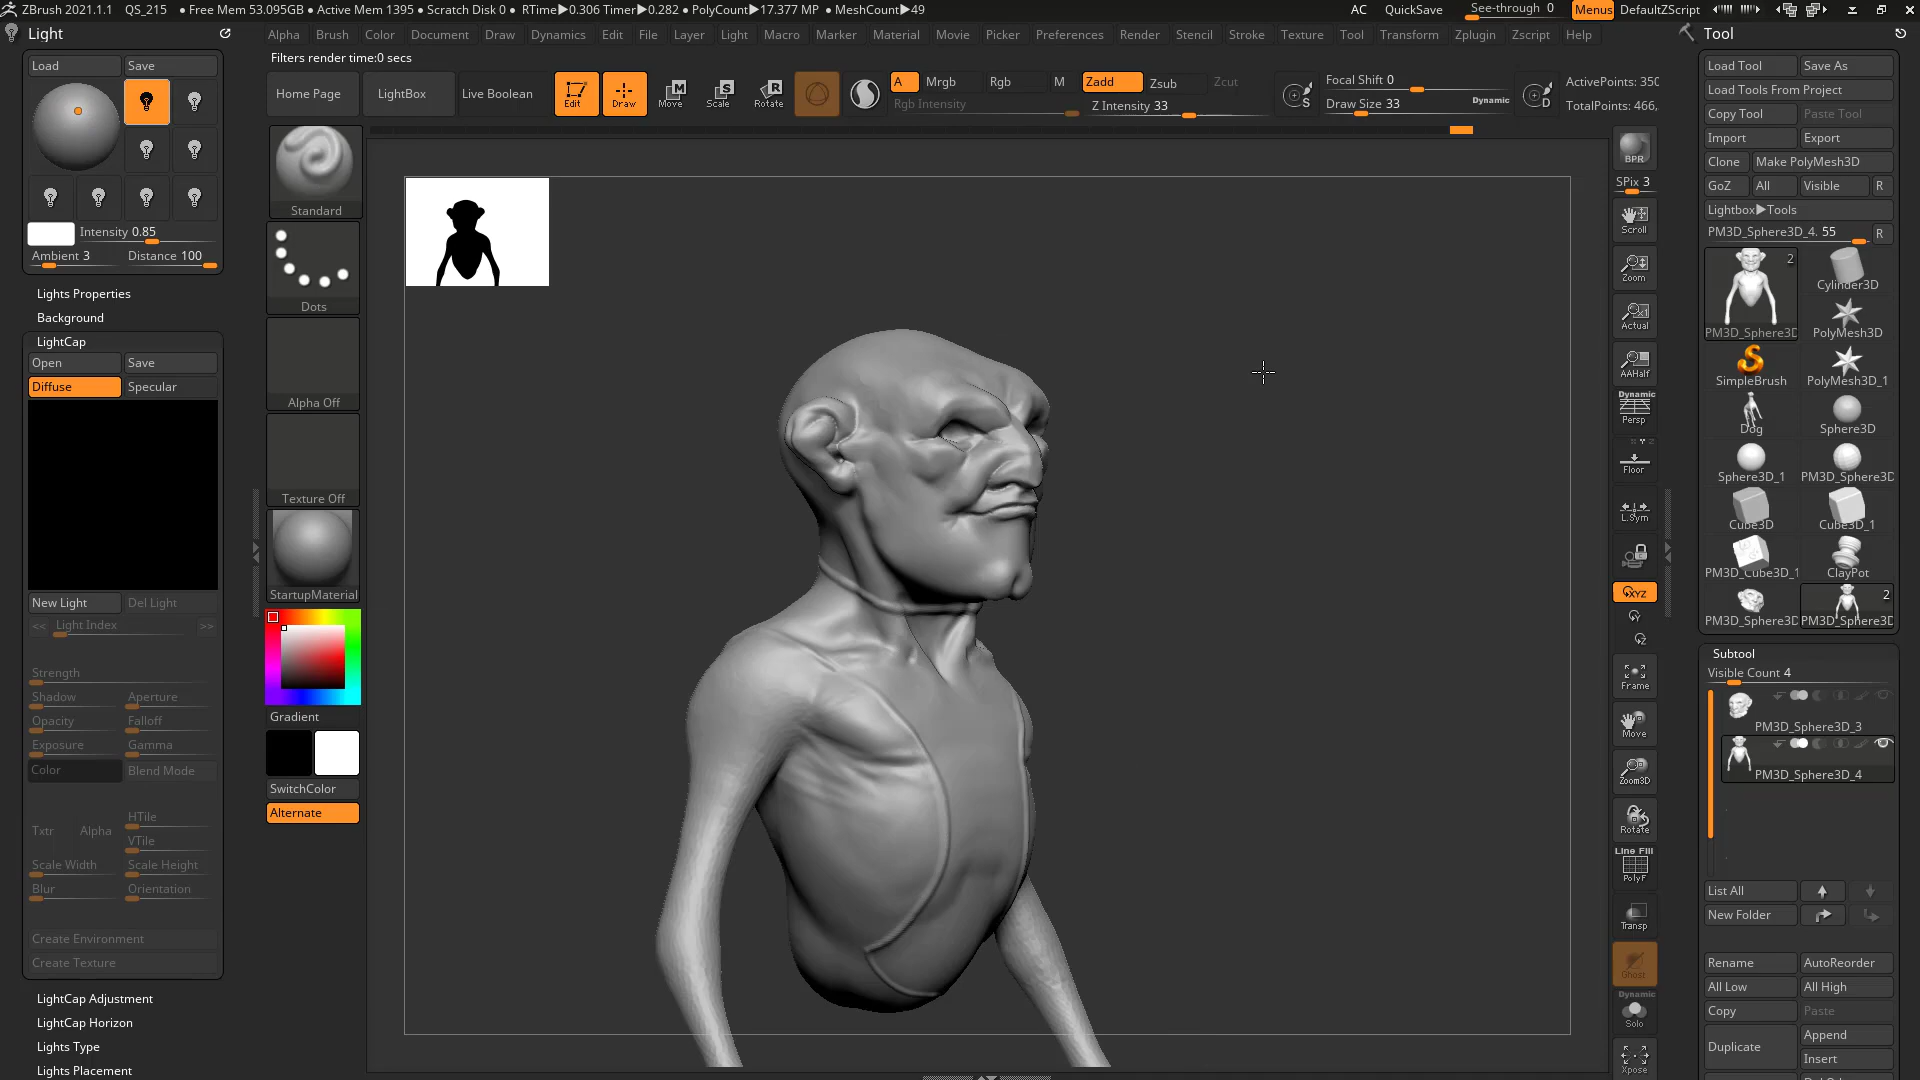 ZBrush 2021.1.1 QS_215 • Free Mem 53.095GB • Active Mem 1395 • Scratch Disk 0 • RTime▶0.306 Timer▶0.282 • PolyCount▶17.377 MP • MeshCount▶49 AC QuickSave See-through 0 Menus DefaultZScript
Light
Alpha Brush Color Document Draw Dynamics Edit File Layer Light Macro Marker Material Movie Picker Preferences Render Stencil Stroke Texture Tool Transform Zplugin Zscript Help
Tool
Filters render time:0 secs
Load Save
Intensity 0.85
Ambient 3 Distance 100
Lights Properties
Background
LightCap
Open Save
Diffuse Specular
New Light Del Light
<< Light Index >>
Strength
Shadow Aperture
Opacity Falloff
Exposure Gamma
Color Blend Mode
HTile
Txtr Alpha
VTile
Scale Width Scale Height
Blur Orientation
Create Environment
Create Texture
LightCap Adjustment
LightCap Horizon
Lights Type
Lights Placement
Home Page LightBox Live Boolean Edit Draw Move Scale Rotate
A Mrgb Rgb M Zadd Zsub Zcut
Rgb Intensity Z Intensity 33
S
Focal Shift 0
Draw Size 33 Dynamic
D
ActivePoints: 350
TotalPoints: 466,
Standard
Dots
Alpha Off
Texture Off
StartupMaterial
Gradient
SwitchColor
Alternate
BPR
SPix 3
Scroll
Zoom
Actual
AAHalf
Dynamic
Persp
Floor
L.Sym
XYZ
Y
Z
Frame
Move
Zoom3D
Rotate
Line Fill
PolyF
Transp
Ghost
Dynamic
Solo
Xpose
Load Tool Save As
Load Tools From Project
Copy Tool Paste Tool
Import Export
Clone Make PolyMesh3D
GoZ All Visible R
Lightbox▶Tools
PM3D_Sphere3D_4. 55 R
2
Cylinder3D
PM3D_Sphere3D PolyMesh3D
SimpleBrush PolyMesh3D_1
Dog Sphere3D
Sphere3D_1 PM3D_Sphere3D
Cube3D Cube3D_1
PM3D_Cube3D_1 ClayPot
2
PM3D_Sphere3D PM3D_Sphere3D
Subtool
Visible Count 4
PM3D_Sphere3D_3
PM3D_Sphere3D_4
List All
New Folder
Rename AutoReorder
All Low All High
Copy Paste
Duplicate Append
Insert